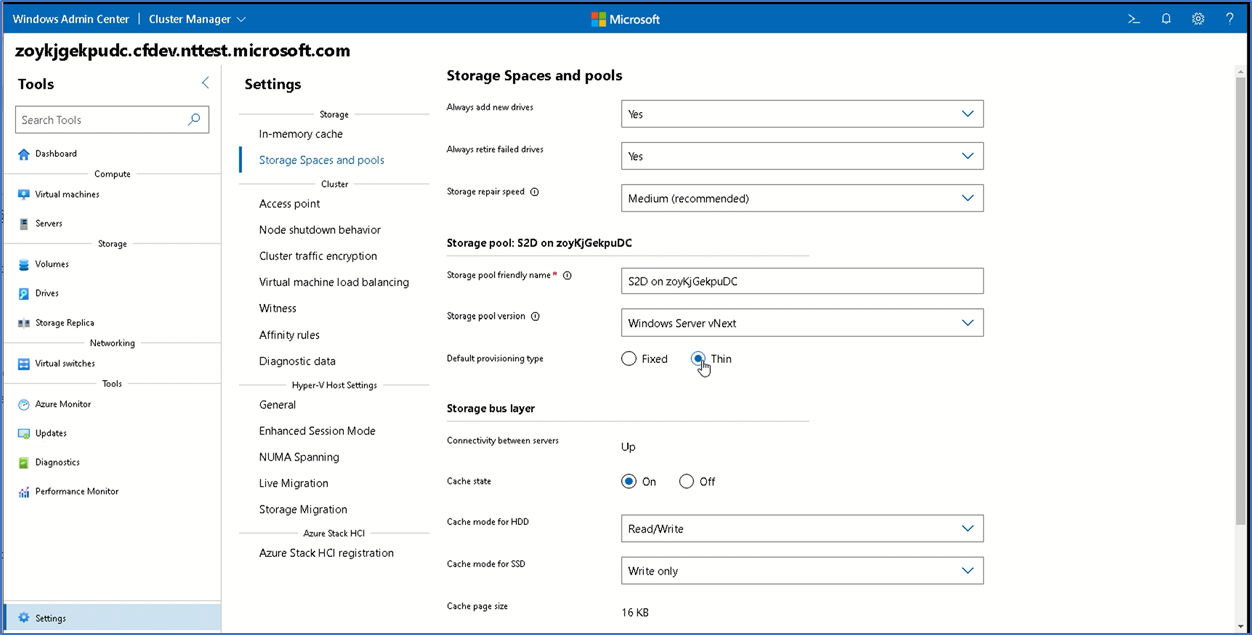 Windows Admin Center | Cluster Manager
Microsoft
zoykjgekpudc.cfdev.nttest.microsoft.com
Tools
Search Tools
Dashboard
Compute
Virtual machines
Servers
Storage
Volumes
Drives
Storage Replica
Networking
Virtual switches
Tools
Azure Monitor
Updates
Diagnostics
Performance Monitor
Settings
Settings
Storage
In-memory cache
Storage Spaces and pools
Cluster
Access point
Node shutdown behavior
Cluster traffic encryption
Virtual machine load balancing
Witness
Affinity rules
Diagnostic data
Hyper-V Host Settings
General
Enhanced Session Mode
NUMA Spanning
Live Migration
Storage Migration
Azure Stack HCI
Azure Stack HCI registration
Storage Spaces and pools
Always add new drives
Yes
Always retire failed drives
Yes
Storage repair speed
Medium (recommended)
Storage pool: S2D on zoyKjGekpuDC
Storage pool friendly name *
S2D on zoyKjGekpuDC
Storage pool version
Windows Server vNext
Default provisioning type
Fixed Thin
Storage bus layer
Connectivity between servers
Up
Cache state
On Off
Cache mode for HDD
Read/Write
Cache mode for SSD
Write only
Cache page size
16 KB